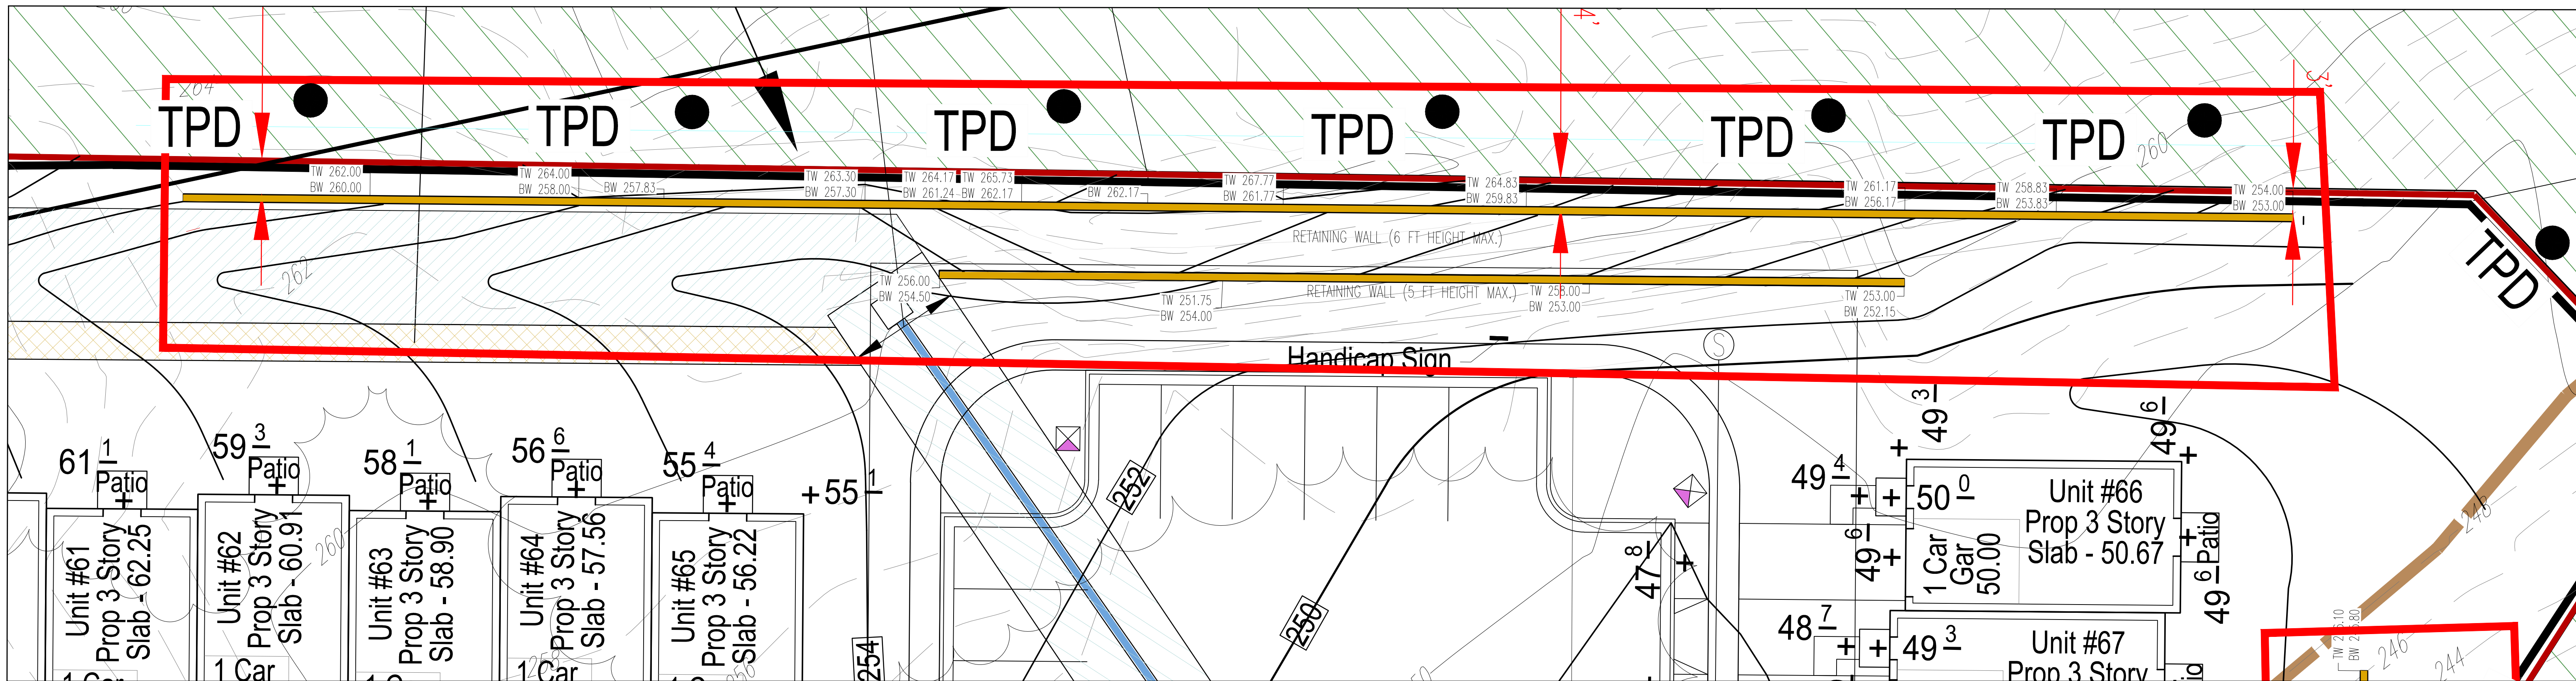 4'
3'
264
TPD
TPD
TPD
TPD
TPD
TPD
260
TW 262.00
BW 260.00
TW 264.00
BW 258.00
BW 257.83
TW 263.30
BW 257.30
TW 264.17
BW 261.24
TW 265.73
BW 262.17
BW 262.17
TW 267.77
BW 261.77
TW 264.83
BW 259.83
TW 261.17
BW 256.17
TW 258.83
BW 253.83
TW 254.00
BW 253.00
RETAINING WALL (6 FT HEIGHT MAX.)
262
TPD
TW 256.00
BW 254.50
TW 251.75
BW 254.00
RETAINING WALL (5 FT HEIGHT MAX.)
TW 258.00
BW 253.00
TW 253.00
BW 252.15
S
Handicap Sign
61 1
59 3
58 1
56 6
55 4
+55 1
Patio
Patio
Patio
Patio
Patio
252
250
254
49 3
49 6
49 4
50 0
49 6
47 8
48 7
49 3
49 6
Unit #61
Prop 3 Story
Slab - 62.25
Unit #62
Prop 3 Story
Slab - 60.91
260
Unit #63
Prop 3 Story
Slab - 58.90
Unit #64
Prop 3 Story
Slab - 57.56
Unit #65
Prop 3 Story
Slab - 56.22
Unit #66
Prop 3 Story
Slab - 50.67
1 Car
Gar
50.00
Patio
Unit #67
Prop 3 Story
248
246
244
258
256
1 Car
1 Car
1 Car